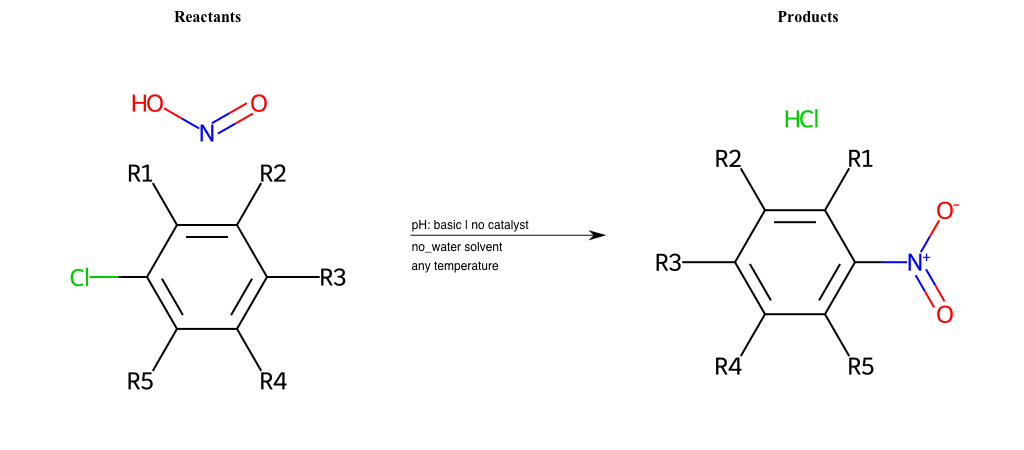 Reactants
Products
HO
O
N
R1
R2
Cl
R3
R5
R4
pH: basic | no catalyst
no_water solvent
any temperature
HCl
R2
R1
O-
R3
N+
O
R4
R5